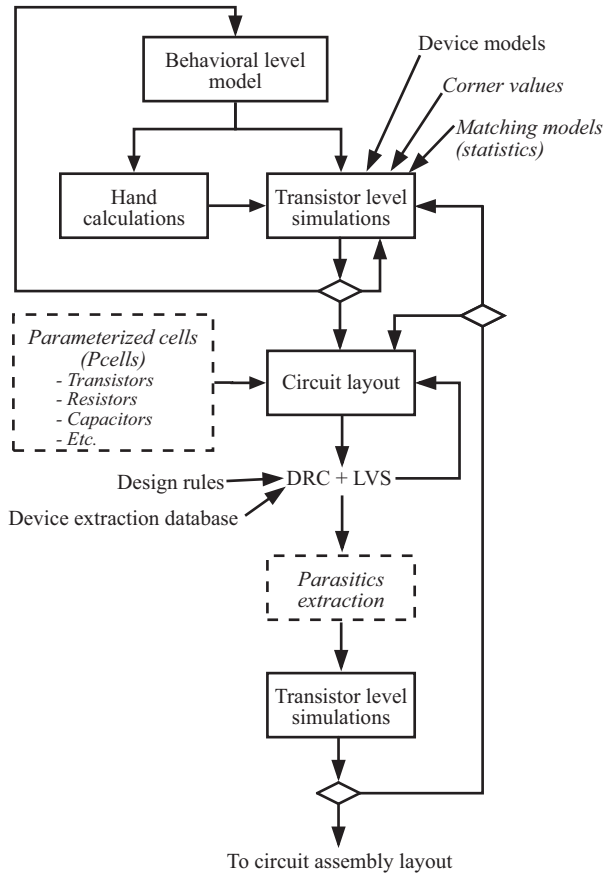 Device models
Behavioral level
model
Corner values
Matching models
(statistics)
Hand
calculations
Transistor level
simulations
Parameterized cells
(Pcells)
- Transistors
- Resistors
- Capacitors
- Etc.
Circuit layout
Design rules
DRC + LVS
Device extraction database
Parasitics
extraction
Transistor level
simulations
To circuit assembly layout